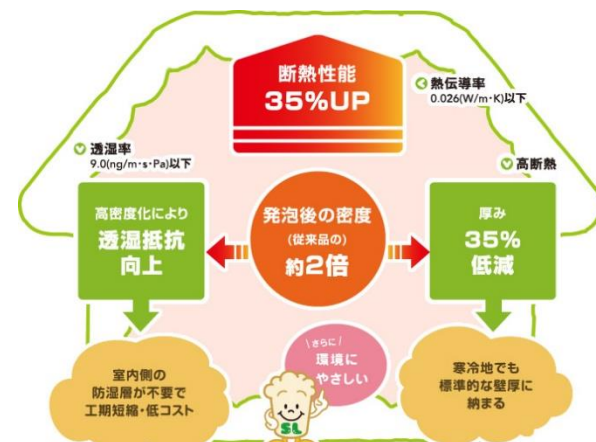 断熱性能
35%UP
熱伝導率
0.026(W/m・K)以下
透湿率
9.0(ng/m・s・Pa)以下
高断熱
高密度化により
透湿抵抗
向上
発泡後の密度
(従来品の)
約2倍
厚み
35%
低減
室内側の
防湿層が不要で
工期短縮・低コスト
\さらに/
環境に
やさしい
寒冷地でも
標準的な壁厚に
納まる
SL